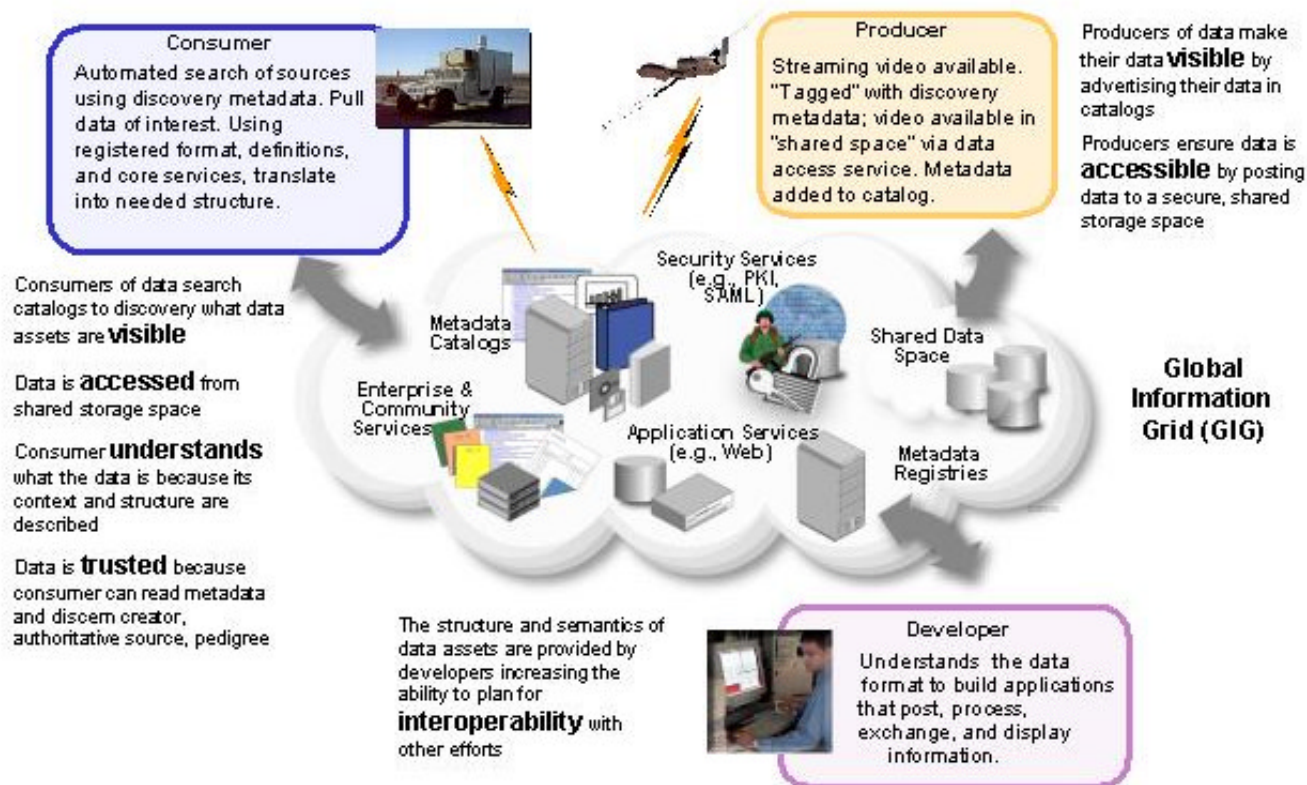 Consumer
Automated search of sources
using discovery metadata. Pull
data of interest. Using
registered format, definitions,
and core services, translate
into needed structure.
Producer
Streaming video available.
"Tagged" with discovery
metadata; video available in
"shared space" via data
access service. Metadata
added to catalog.
Producers of data make
their data visible by
advertising their data in
catalogs
Producers ensure data is
accessible by posting
data to a secure, shared
storage space
Consumers of data search
catalogs to discovery what data
assets are visible
Data is accessed from
shared storage space
Consumer understands
what the data is because its
context and structure are
described
Data is trusted because
consumer can read metadata
and discern creator,
authoritative source, pedigree
Metadata
Catalogs
Security Services
(e.g., PKI,
SAML)
Shared Data
Space
Enterprise &
Community
Services
Application Services
(e.g., Web)
Metadata
Registries
Global
Information
Grid (GIG)
The structure and semantics of
data assets are provided by
developers increasing the
ability to plan for
interoperability with
other efforts
Developer
Understands the data
format to build applications
that post, process,
exchange, and display
information.